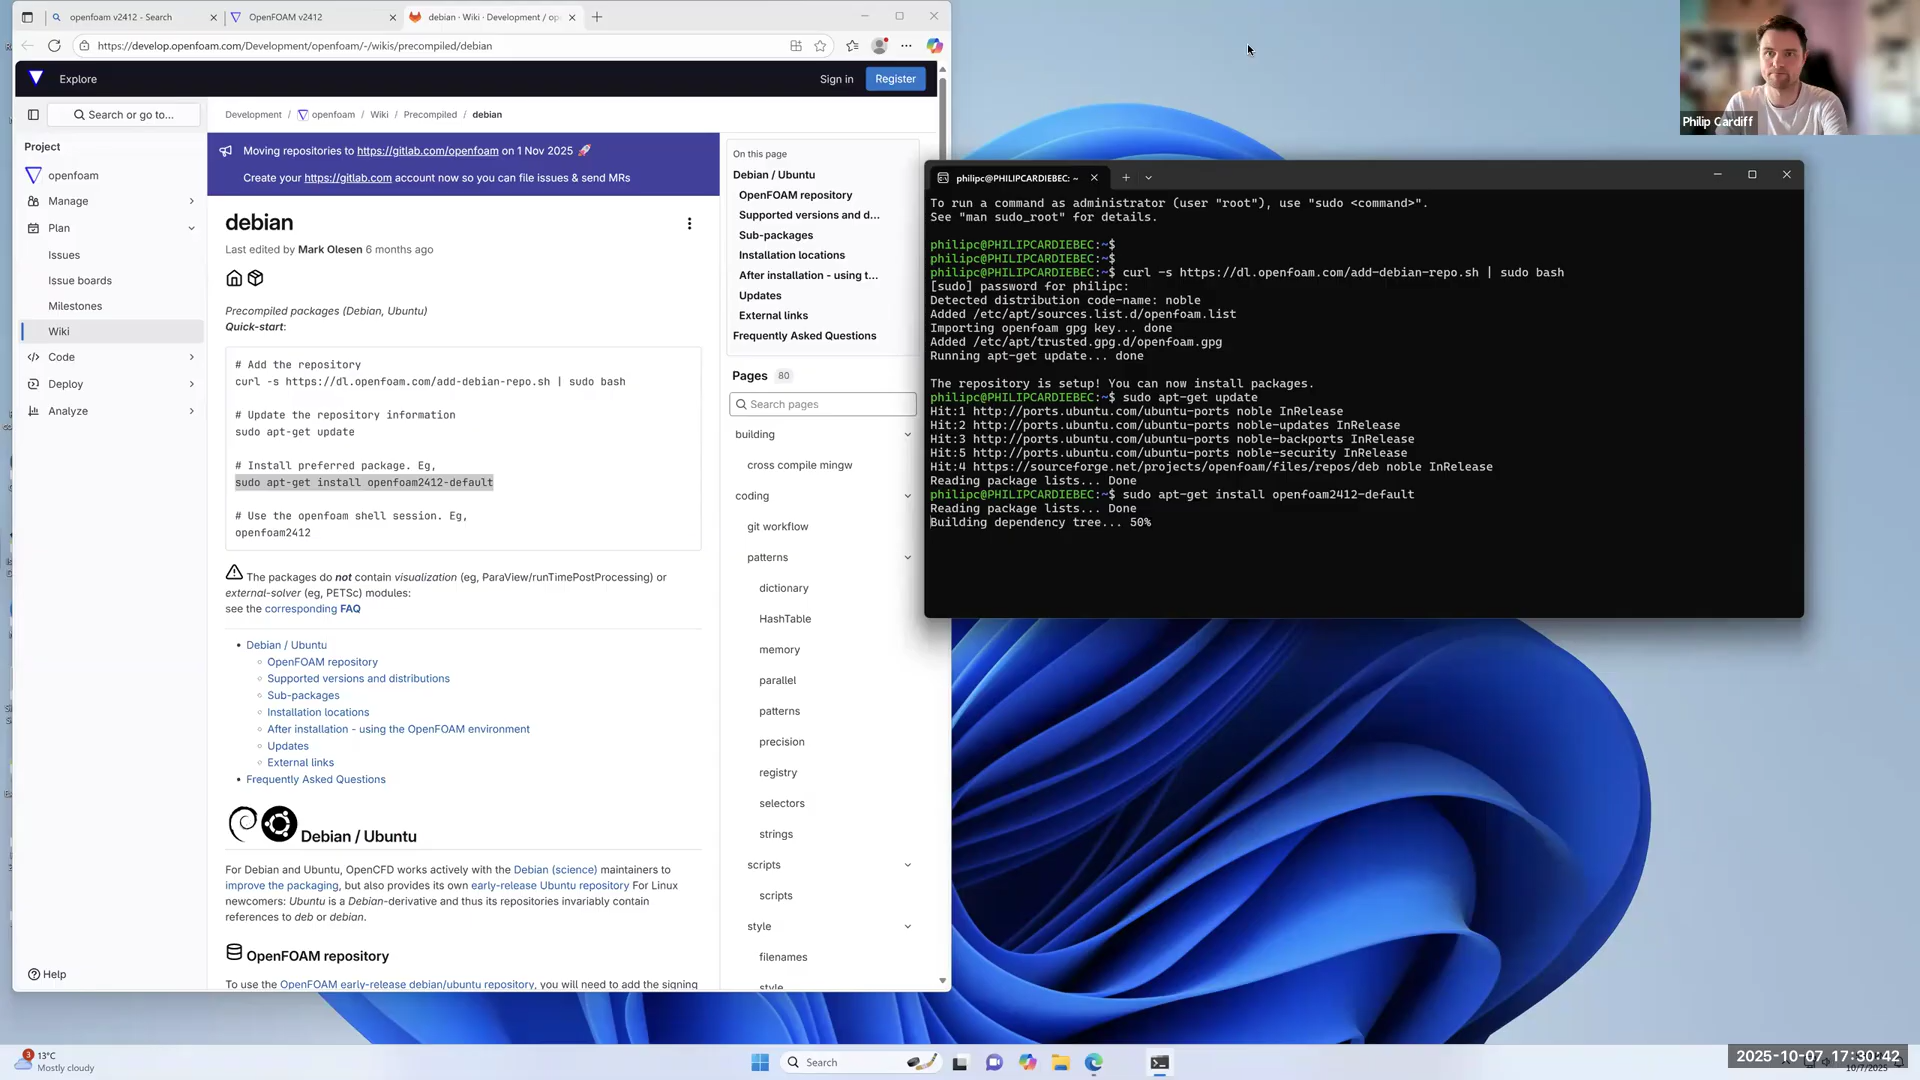 openfoam v2412 - Search
OpenFOAM v2412
debian · Wiki · Development / op
https://develop.openfoam.com/Development/openfoam/-/wikis/precompiled/debian
Explore
Sign in
Register
Search or go to...
Project
openfoam
Manage
Plan
Issues
Issue boards
Milestones
Wiki
Code
Deploy
Analyze
Help
Development / openfoam / Wiki / Precompiled / debian
Moving repositories to https://gitlab.com/openfoam on 1 Nov 2025 🚀
Create your https://gitlab.com account now so you can file issues & send MRs
debian
Last edited by Mark Olesen 6 months ago
Precompiled packages (Debian, Ubuntu)
Quick-start:
# Add the repository
curl -s https://dl.openfoam.com/add-debian-repo.sh | sudo bash
# Update the repository information
sudo apt-get update
# Install preferred package. Eg,
sudo apt-get install openfoam2412-default
# Use the openfoam shell session. Eg,
openfoam2412
The packages do not contain visualization (eg, ParaView/runTimePostProcessing) or
external-solver (eg, PETSc) modules:
see the corresponding FAQ
• Debian / Ubuntu
◦ OpenFOAM repository
◦ Supported versions and distributions
◦ Sub-packages
◦ Installation locations
◦ After installation - using the OpenFOAM environment
◦ Updates
◦ External links
• Frequently Asked Questions
Debian / Ubuntu
For Debian and Ubuntu, OpenCFD works actively with the Debian (science) maintainers to
improve the packaging, but also provides its own early-release Ubuntu repository For Linux
newcomers: Ubuntu is a Debian-derivative and thus its repositories invariably contain
references to deb or debian.
OpenFOAM repository
To use the OpenFOAM early-release debian/ubuntu repository, you will need to add the signing
On this page
Debian / Ubuntu
OpenFOAM repository
Supported versions and d...
Sub-packages
Installation locations
After installation - using t...
Updates
External links
Frequently Asked Questions
Pages 80
Search pages
building
cross compile mingw
coding
git workflow
patterns
dictionary
HashTable
memory
parallel
patterns
precision
registry
selectors
strings
scripts
scripts
style
filenames
style
Philip Cardiff
philipc@PHILIPCARDIEBEC: ~
To run a command as administrator (user "root"), use "sudo <command>".
See "man sudo_root" for details.
philipc@PHILIPCARDIEBEC:~$
philipc@PHILIPCARDIEBEC:~$
philipc@PHILIPCARDIEBEC:~$ curl -s https://dl.openfoam.com/add-debian-repo.sh | sudo bash
[sudo] password for philipc:
Detected distribution code-name: noble
Added /etc/apt/sources.list.d/openfoam.list
Importing openfoam gpg key... done
Added /etc/apt/trusted.gpg.d/openfoam.gpg
Running apt-get update... done
The repository is setup! You can now install packages.
philipc@PHILIPCARDIEBEC:~$ sudo apt-get update
Hit:1 http://ports.ubuntu.com/ubuntu-ports noble InRelease
Hit:2 http://ports.ubuntu.com/ubuntu-ports noble-updates InRelease
Hit:3 http://ports.ubuntu.com/ubuntu-ports noble-backports InRelease
Hit:5 http://ports.ubuntu.com/ubuntu-ports noble-security InRelease
Hit:4 https://sourceforge.net/projects/openfoam/files/repos/deb noble InRelease
Reading package lists... Done
philipc@PHILIPCARDIEBEC:~$ sudo apt-get install openfoam2412-default
Reading package lists... Done
Building dependency tree... 50%
3
13°C
Mostly cloudy
Search
2025-10-07 17:30:42
10/7/2025